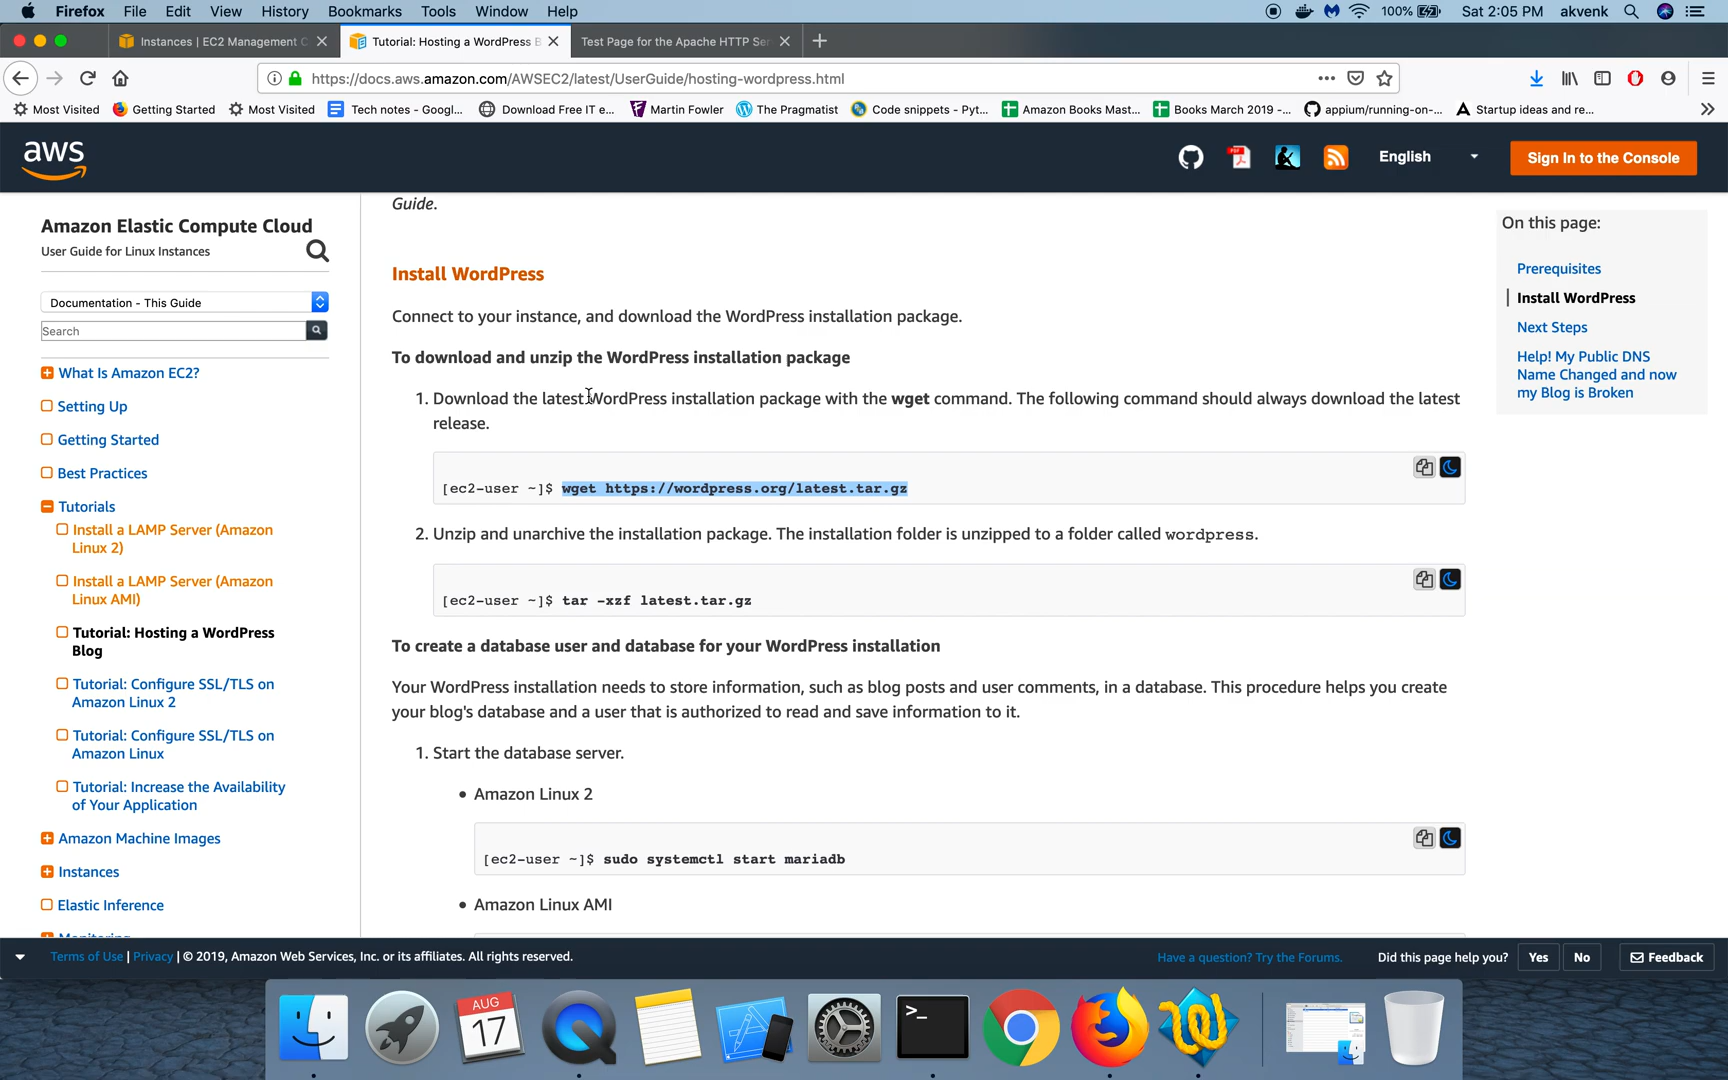 Firefox File Edit View History Bookmarks Tools Window Help 100% Sat 2:05 PM akvenk
Instances | EC2 Management C Tutorial: Hosting a WordPress B Test Page for the Apache HTTP Ser
https://docs.aws.amazon.com/AWSEC2/latest/UserGuide/hosting-wordpress.html
Most Visited Getting Started Most Visited Tech notes - Googl... Download Free IT e... Martin Fowler The Pragmatist Code snippets - Pyt... Amazon Books Mast... Books March 2019 -... appium/running-on-... Startup ideas and re...
aws PDF English Sign In to the Console
Amazon Elastic Compute Cloud
User Guide for Linux Instances
Documentation - This Guide
Search
What Is Amazon EC2?
Setting Up
Getting Started
Best Practices
Tutorials
Install a LAMP Server (Amazon
Linux 2)
Install a LAMP Server (Amazon
Linux AMI)
Tutorial: Hosting a WordPress
Blog
Tutorial: Configure SSL/TLS on
Amazon Linux 2
Tutorial: Configure SSL/TLS on
Amazon Linux
Tutorial: Increase the Availability
of Your Application
Amazon Machine Images
Instances
Elastic Inference
Monitoring
Guide.
Install WordPress
Connect to your instance, and download the WordPress installation package.
To download and unzip the WordPress installation package
1. Download the latest WordPress installation package with the wget command. The following command should always download the latest
release.
[ec2-user ~]$ wget https://wordpress.org/latest.tar.gz
2. Unzip and unarchive the installation package. The installation folder is unzipped to a folder called wordpress.
[ec2-user ~]$ tar -xzf latest.tar.gz
To create a database user and database for your WordPress installation
Your WordPress installation needs to store information, such as blog posts and user comments, in a database. This procedure helps you create
your blog's database and a user that is authorized to read and save information to it.
1. Start the database server.
• Amazon Linux 2
[ec2-user ~]$ sudo systemctl start mariadb
• Amazon Linux AMI
On this page:
Prerequisites
Install WordPress
Next Steps
Help! My Public DNS
Name Changed and now
my Blog is Broken
Terms of Use | Privacy | © 2019, Amazon Web Services, Inc. or its affiliates. All rights reserved. Have a question? Try the Forums. Did this page help you? Yes No Feedback
AUG
17
>_